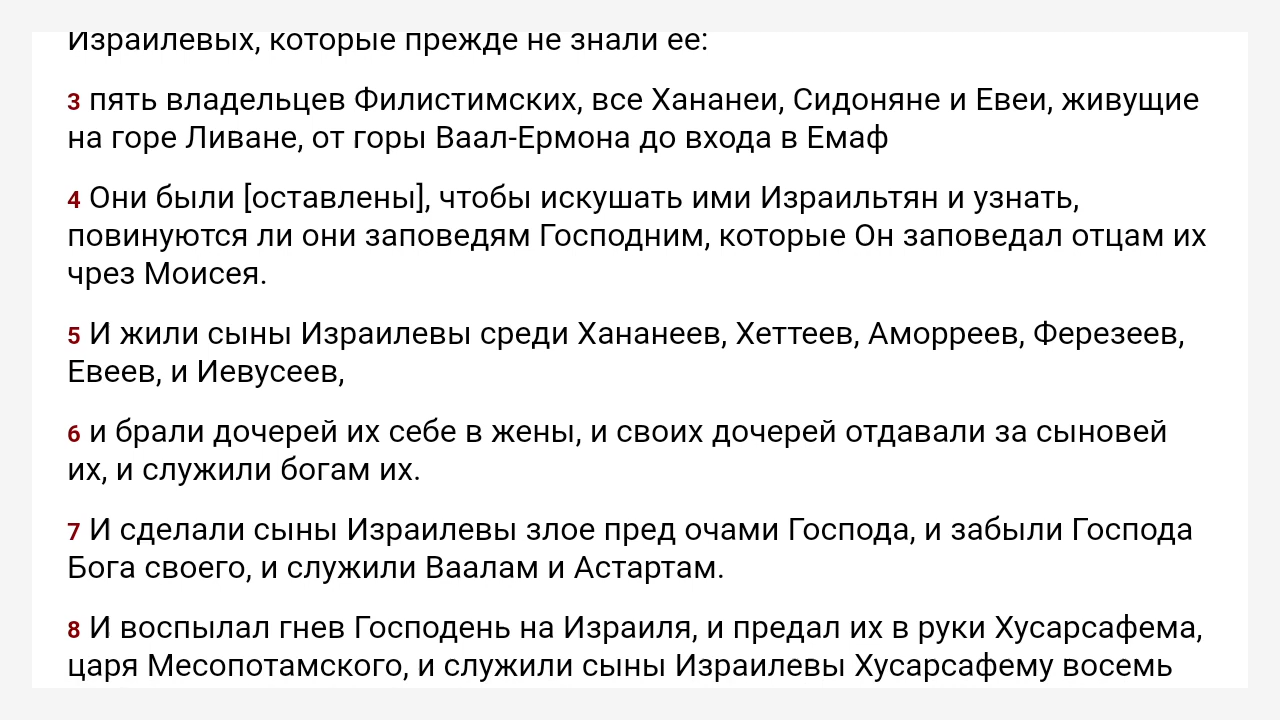 Израилевых, которые прежде не знали ее:
3 пять владельцев Филистимских, все Хананеи, Сидоняне и Евеи, живущие
на горе Ливане, от горы Ваал-Ермона до входа в Емаф
4 Они были [оставлены], чтобы искушать ими Израильтян и узнать,
повинуются ли они заповедям Господним, которые Он заповедал отцам их
чрез Моисея.
5 И жили сыны Израилевы среди Хананеев, Хеттеев, Аморреев, Ферезеев,
Евеев, и Иевусеев,
6 и брали дочерей их себе в жены, и своих дочерей отдавали за сыновей
их, и служили богам их.
7 И сделали сыны Израилевы злое пред очами Господа, и забыли Господа
Бога своего, и служили Ваалам и Астартам.
8 И воспылал гнев Господень на Израиля, и предал их в руки Хусарсафема,
царя Месопотамского, и служили сыны Израилевы Хусарсафему восемь